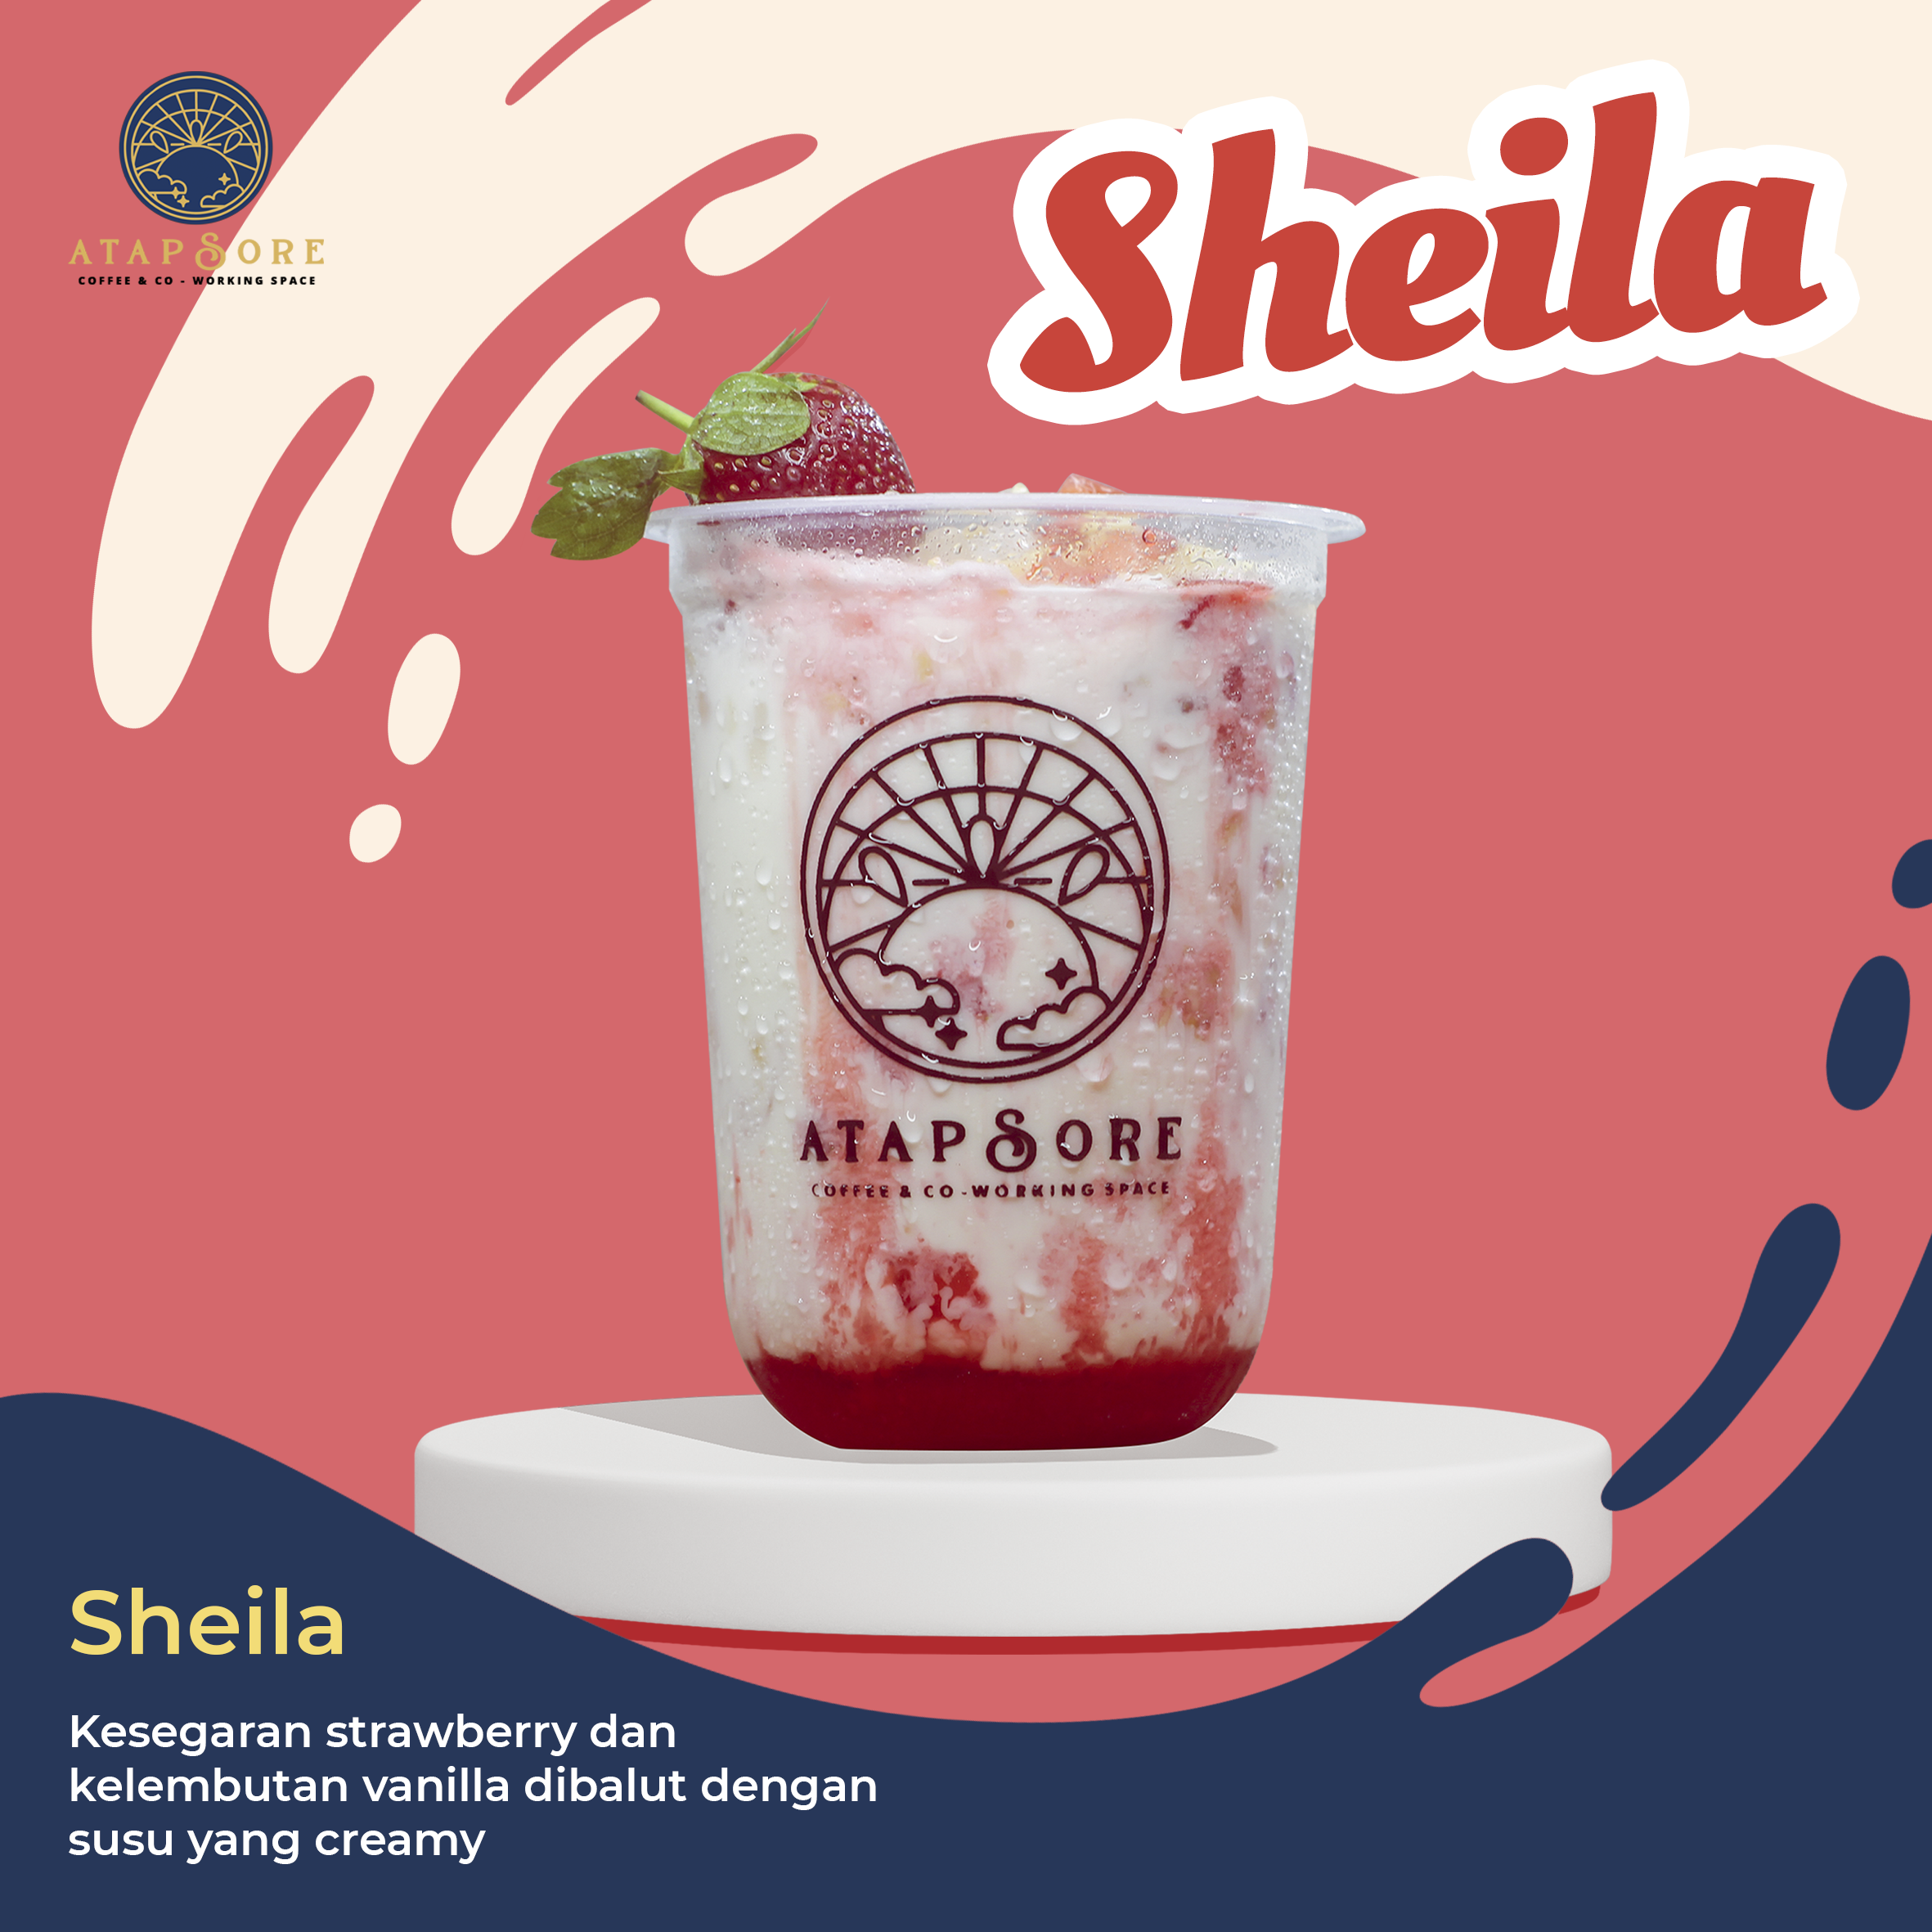 ATAPSORE
COFFEE & CO - WORKING SPACE
Sheila
ATAPSORE
COFFEE & CO-WORKING SPACE
Sheila
Kesegaran strawberry dan
kelembutan vanilla dibalut dengan
susu yang creamy